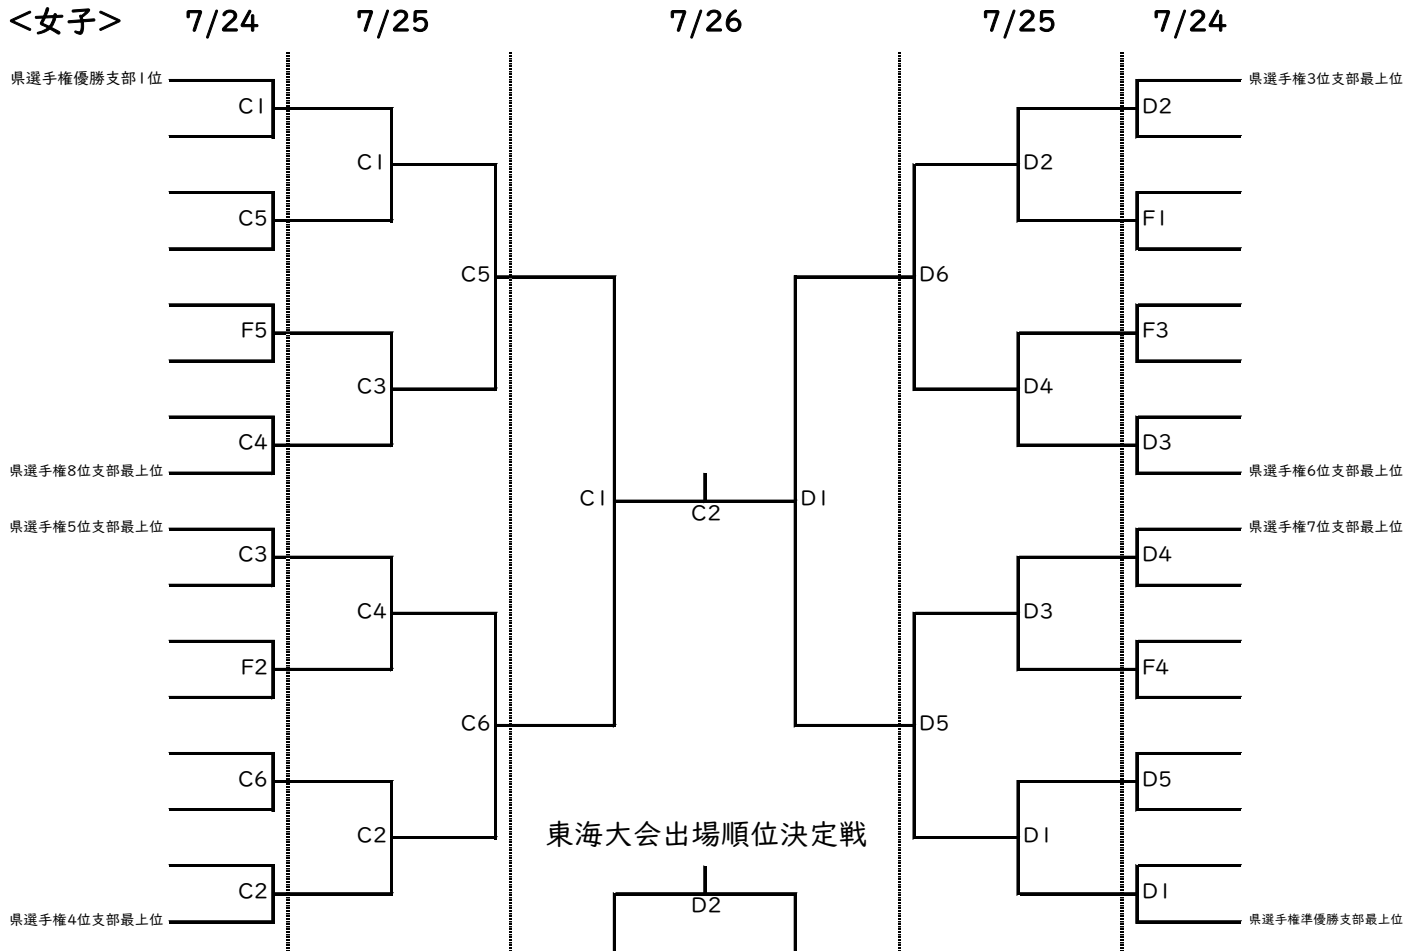 <女子> 7/24 7/25 7/26 7/25 7/24
県選手権優勝支部1位 県選手権3位支部最上位
C1 D2
C1 D2
C5 F1
C5 D6
F5 F3
C3 D4
C4 D3
県選手権8位支部最上位 県選手権6位支部最上位
C1 D1
C2
県選手権5位支部最上位 県選手権7位支部最上位
C3 D4
C4 D3
F2 F4
C6 D5
C6 D5
東海大会出場順位決定戦
C2 D1
C2 D1
D2
県選手権4位支部最上位 県選手権準優勝支部最上位